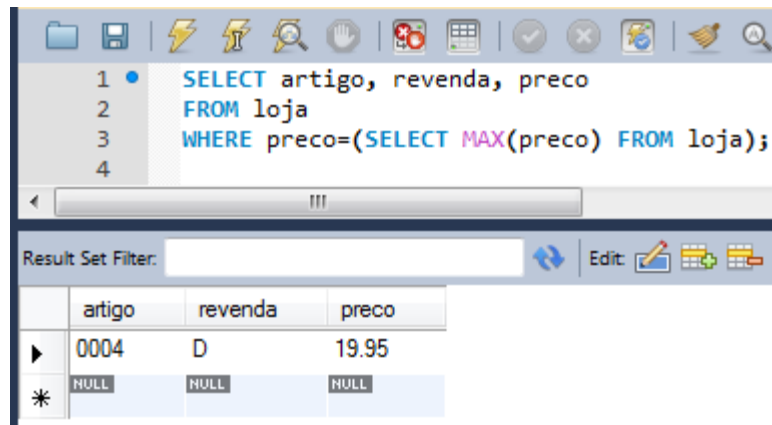 1 SELECT artigo, revenda, preco
2 FROM loja
3 WHERE preco=(SELECT MAX(preco) FROM loja);
4
Result Set Filter: Edit:
artigo revenda preco
0004 D 19.95
NULL NULL NULL